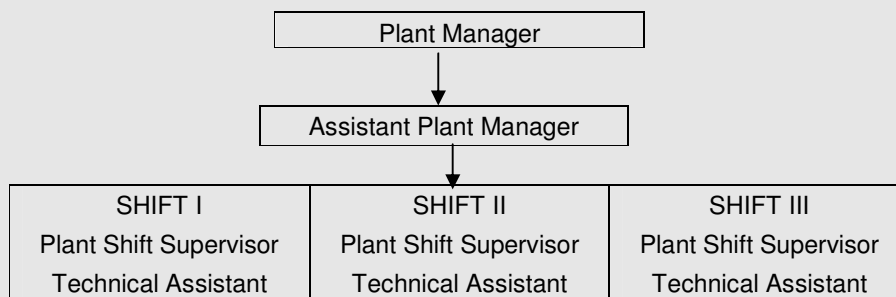 Plant Manager
Assistant Plant Manager
SHIFT I
Plant Shift Supervisor
Technical Assistant
SHIFT II
Plant Shift Supervisor
Technical Assistant
SHIFT III
Plant Shift Supervisor
Technical Assistant